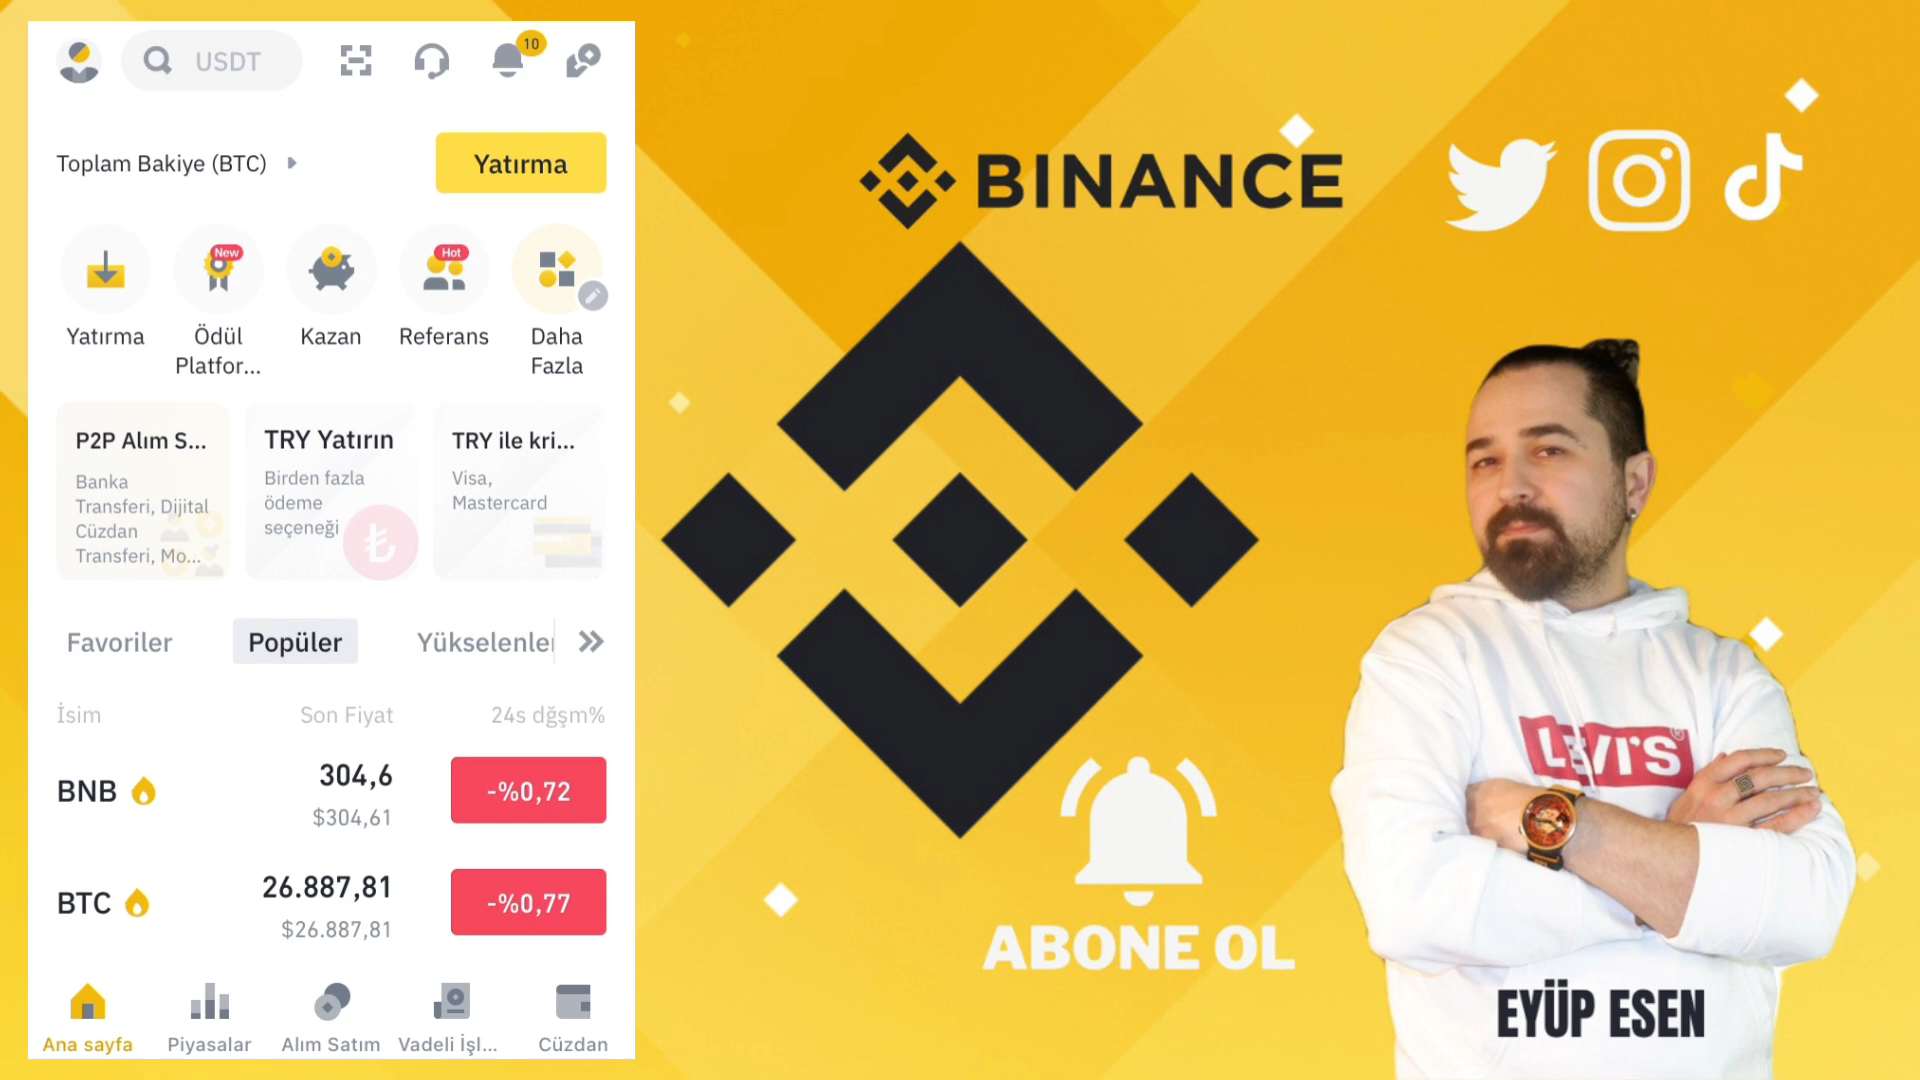 USDT
10
Toplam Bakiye (BTC)
Yatırma
New
Hot
Yatırma
Ödül
Platfor...
Kazan
Referans
Daha
Fazla
P2P Alım S...
Banka
Transferi, Dijital
Cüzdan
Transferi, Mo...
TRY Yatırın
Birden fazla
ödeme
seçeneği
₺
TRY ile kri...
Visa,
Mastercard
Favoriler
Popüler
Yükselenler
İsim
Son Fiyat
24s dğşm%
BNB
304,6
$304,61
-%0,72
BTC
26.887,81
$26.887,81
-%0,77
Ana sayfa
Piyasalar
Alım Satım
Vadeli İşl...
Cüzdan
BINANCE
LEVI'S®
ABONE OL
EYÜP ESEN